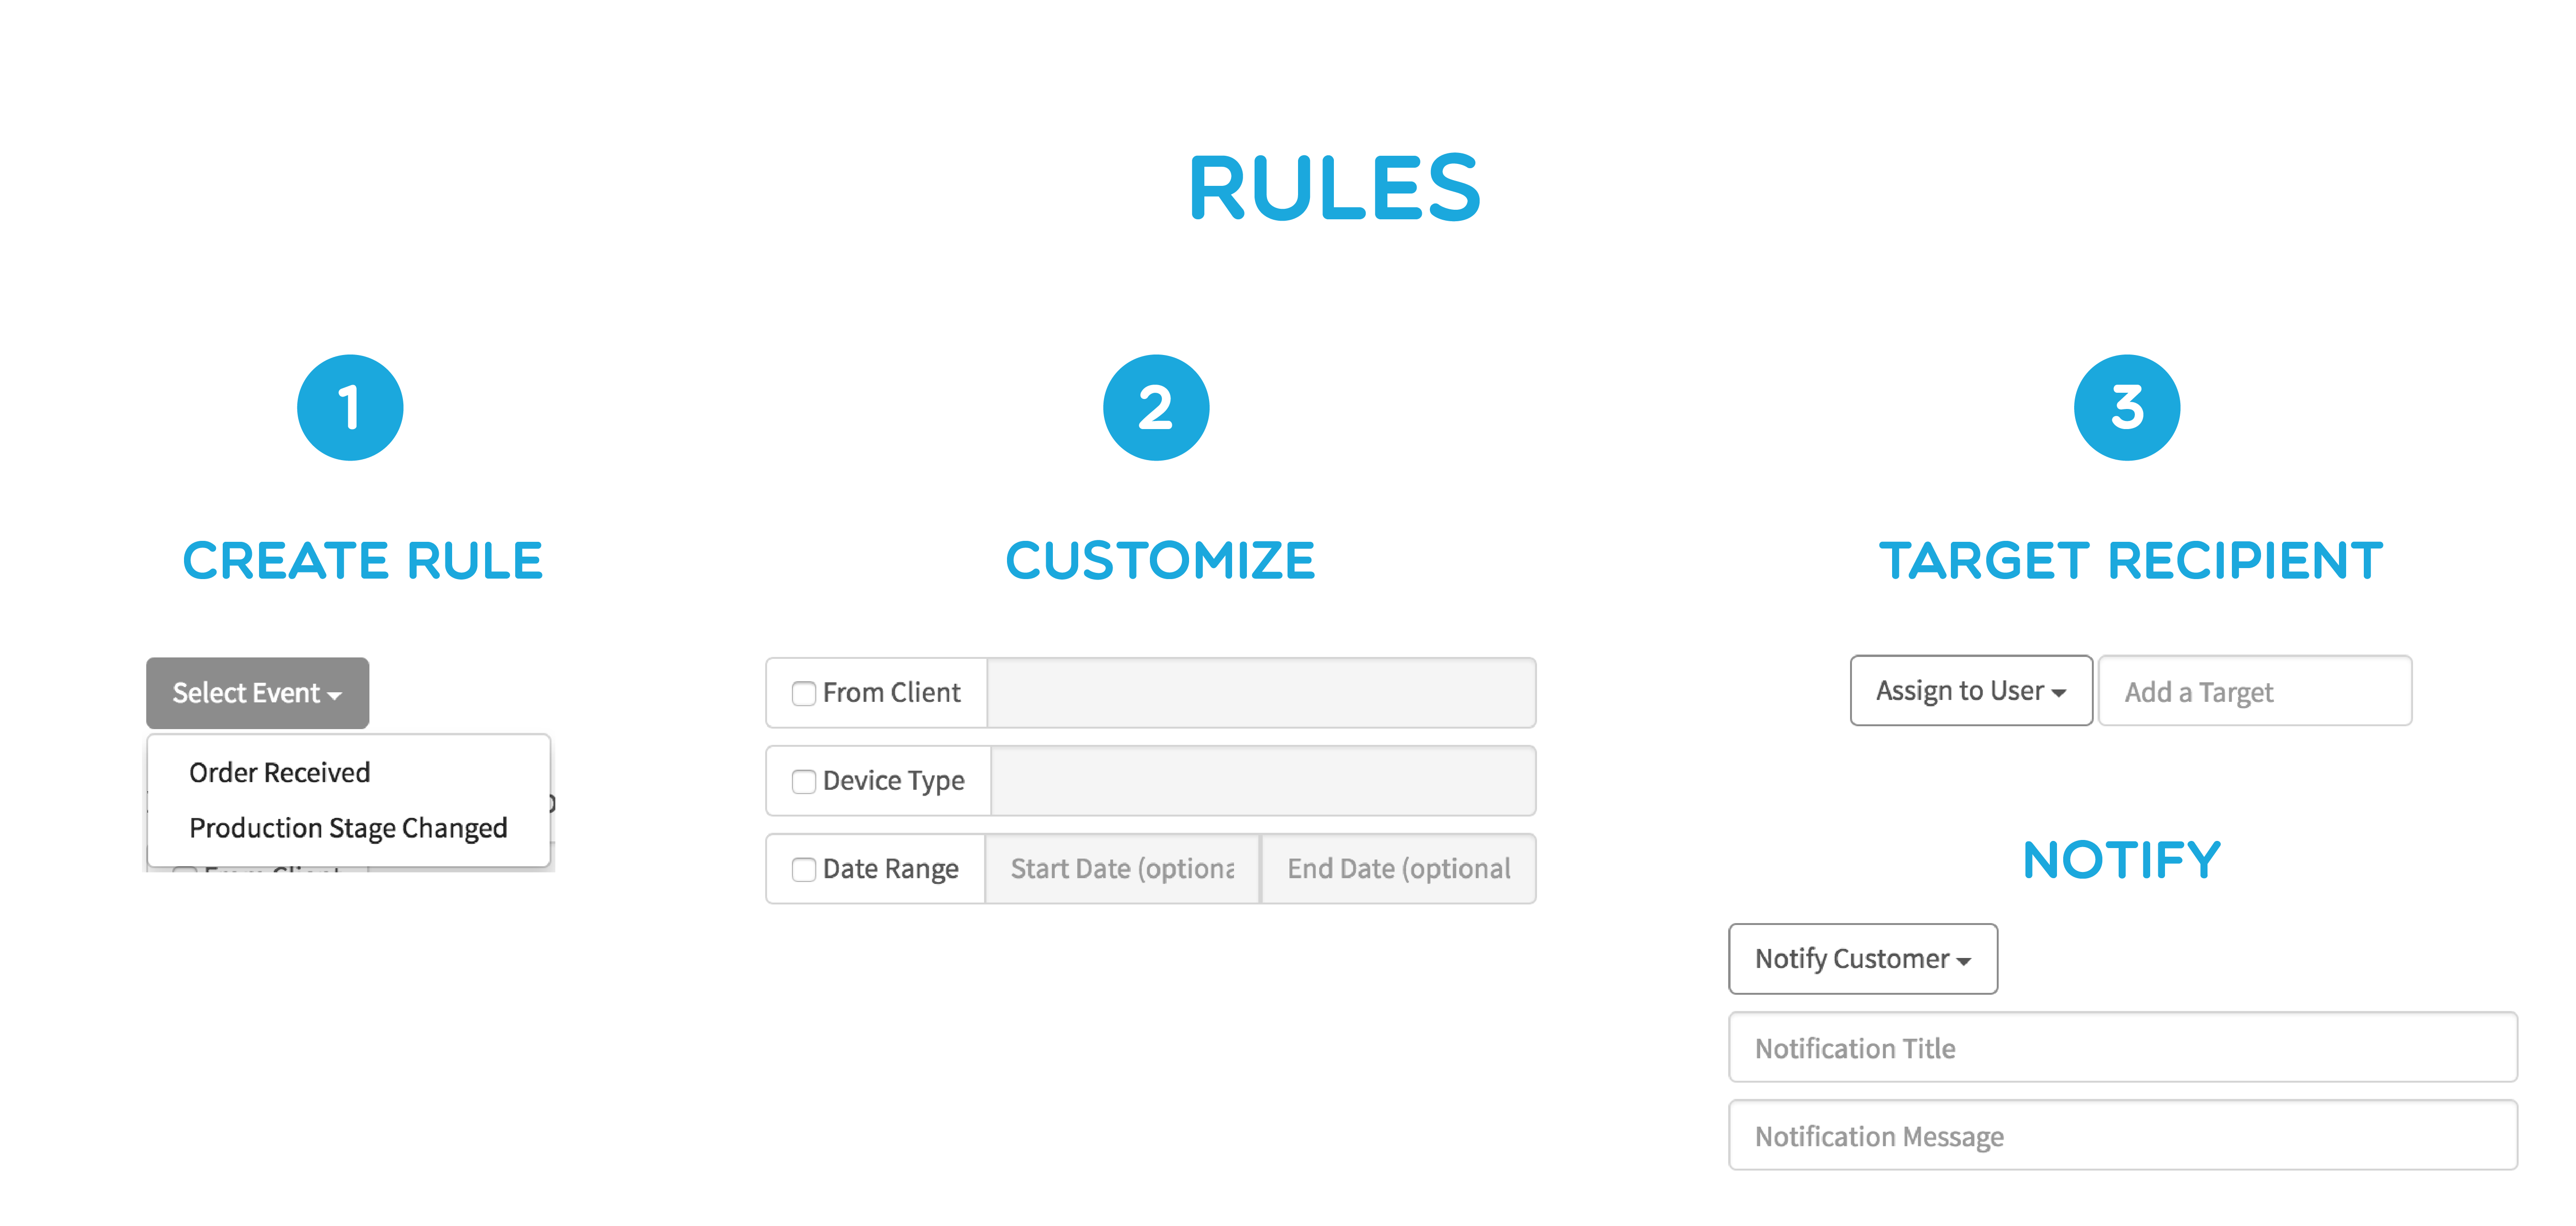 RULES
1
CREATE RULE
Select Event
Order Received
Production Stage Changed
2
CUSTOMIZE
From Client
Device Type
Date Range
Start Date (optiona
End Date (optional
3
TARGET RECIPIENT
Assign to User
Add a Target
NOTIFY
Notify Customer
Notification Title
Notification Message